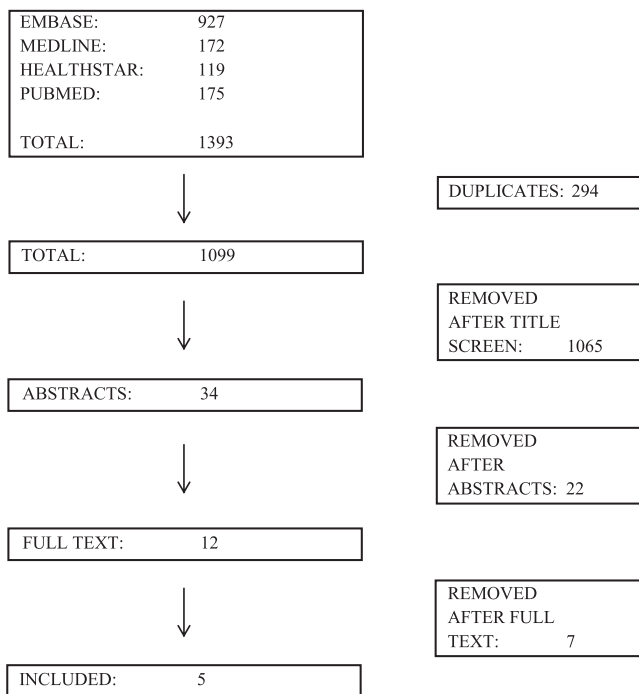 EMBASE: 927
MEDLINE: 172
HEALTHSTAR: 119
PUBMED: 175
TOTAL: 1393
DUPLICATES: 294
TOTAL: 1099
REMOVED
AFTER TITLE
SCREEN: 1065
ABSTRACTS: 34
REMOVED
AFTER
ABSTRACTS: 22
FULL TEXT: 12
REMOVED
AFTER FULL
TEXT: 7
INCLUDED: 5